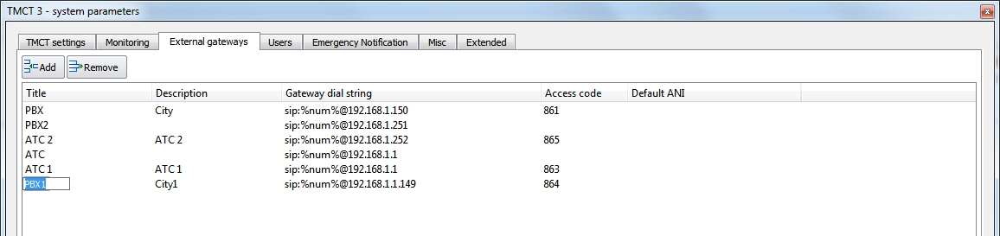 TMCT 3 - system parameters
TMCT settings Monitoring External gateways Users Emergency Notification Misc Extended
Add Remove
Title Description Gateway dial string Access code Default ANI
PBX City sip:%num%@192.168.1.150 861
PBX2 sip:%num%@192.168.1.251
ATC 2 ATC 2 sip:%num%@192.168.1.252 865
ATC sip:%num%@192.168.1.1
ATC 1 ATC 1 sip:%num%@192.168.1.1 863
PBX1 City1 sip:%num%@192.168.1.1.149 864